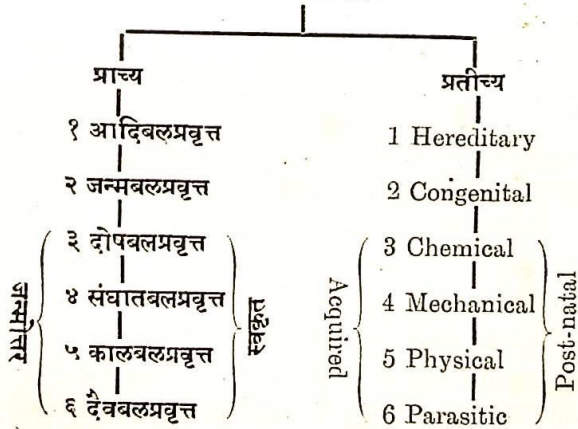 प्राच्य प्रतीच्य
१ आदिबलप्रवृत्त 1 Hereditary
२ जन्मबलप्रवृत्त 2 Congenital
३ दोषबलप्रवृत्त 3 Chemical
४ संघातबलप्रवृत्त 4 Mechanical
५ कालबलप्रवृत्त 5 Physical
६ दैवबलप्रवृत्त 6 Parasitic
जन्मोत्तर
स्वकृत
Acquired
Post-natal